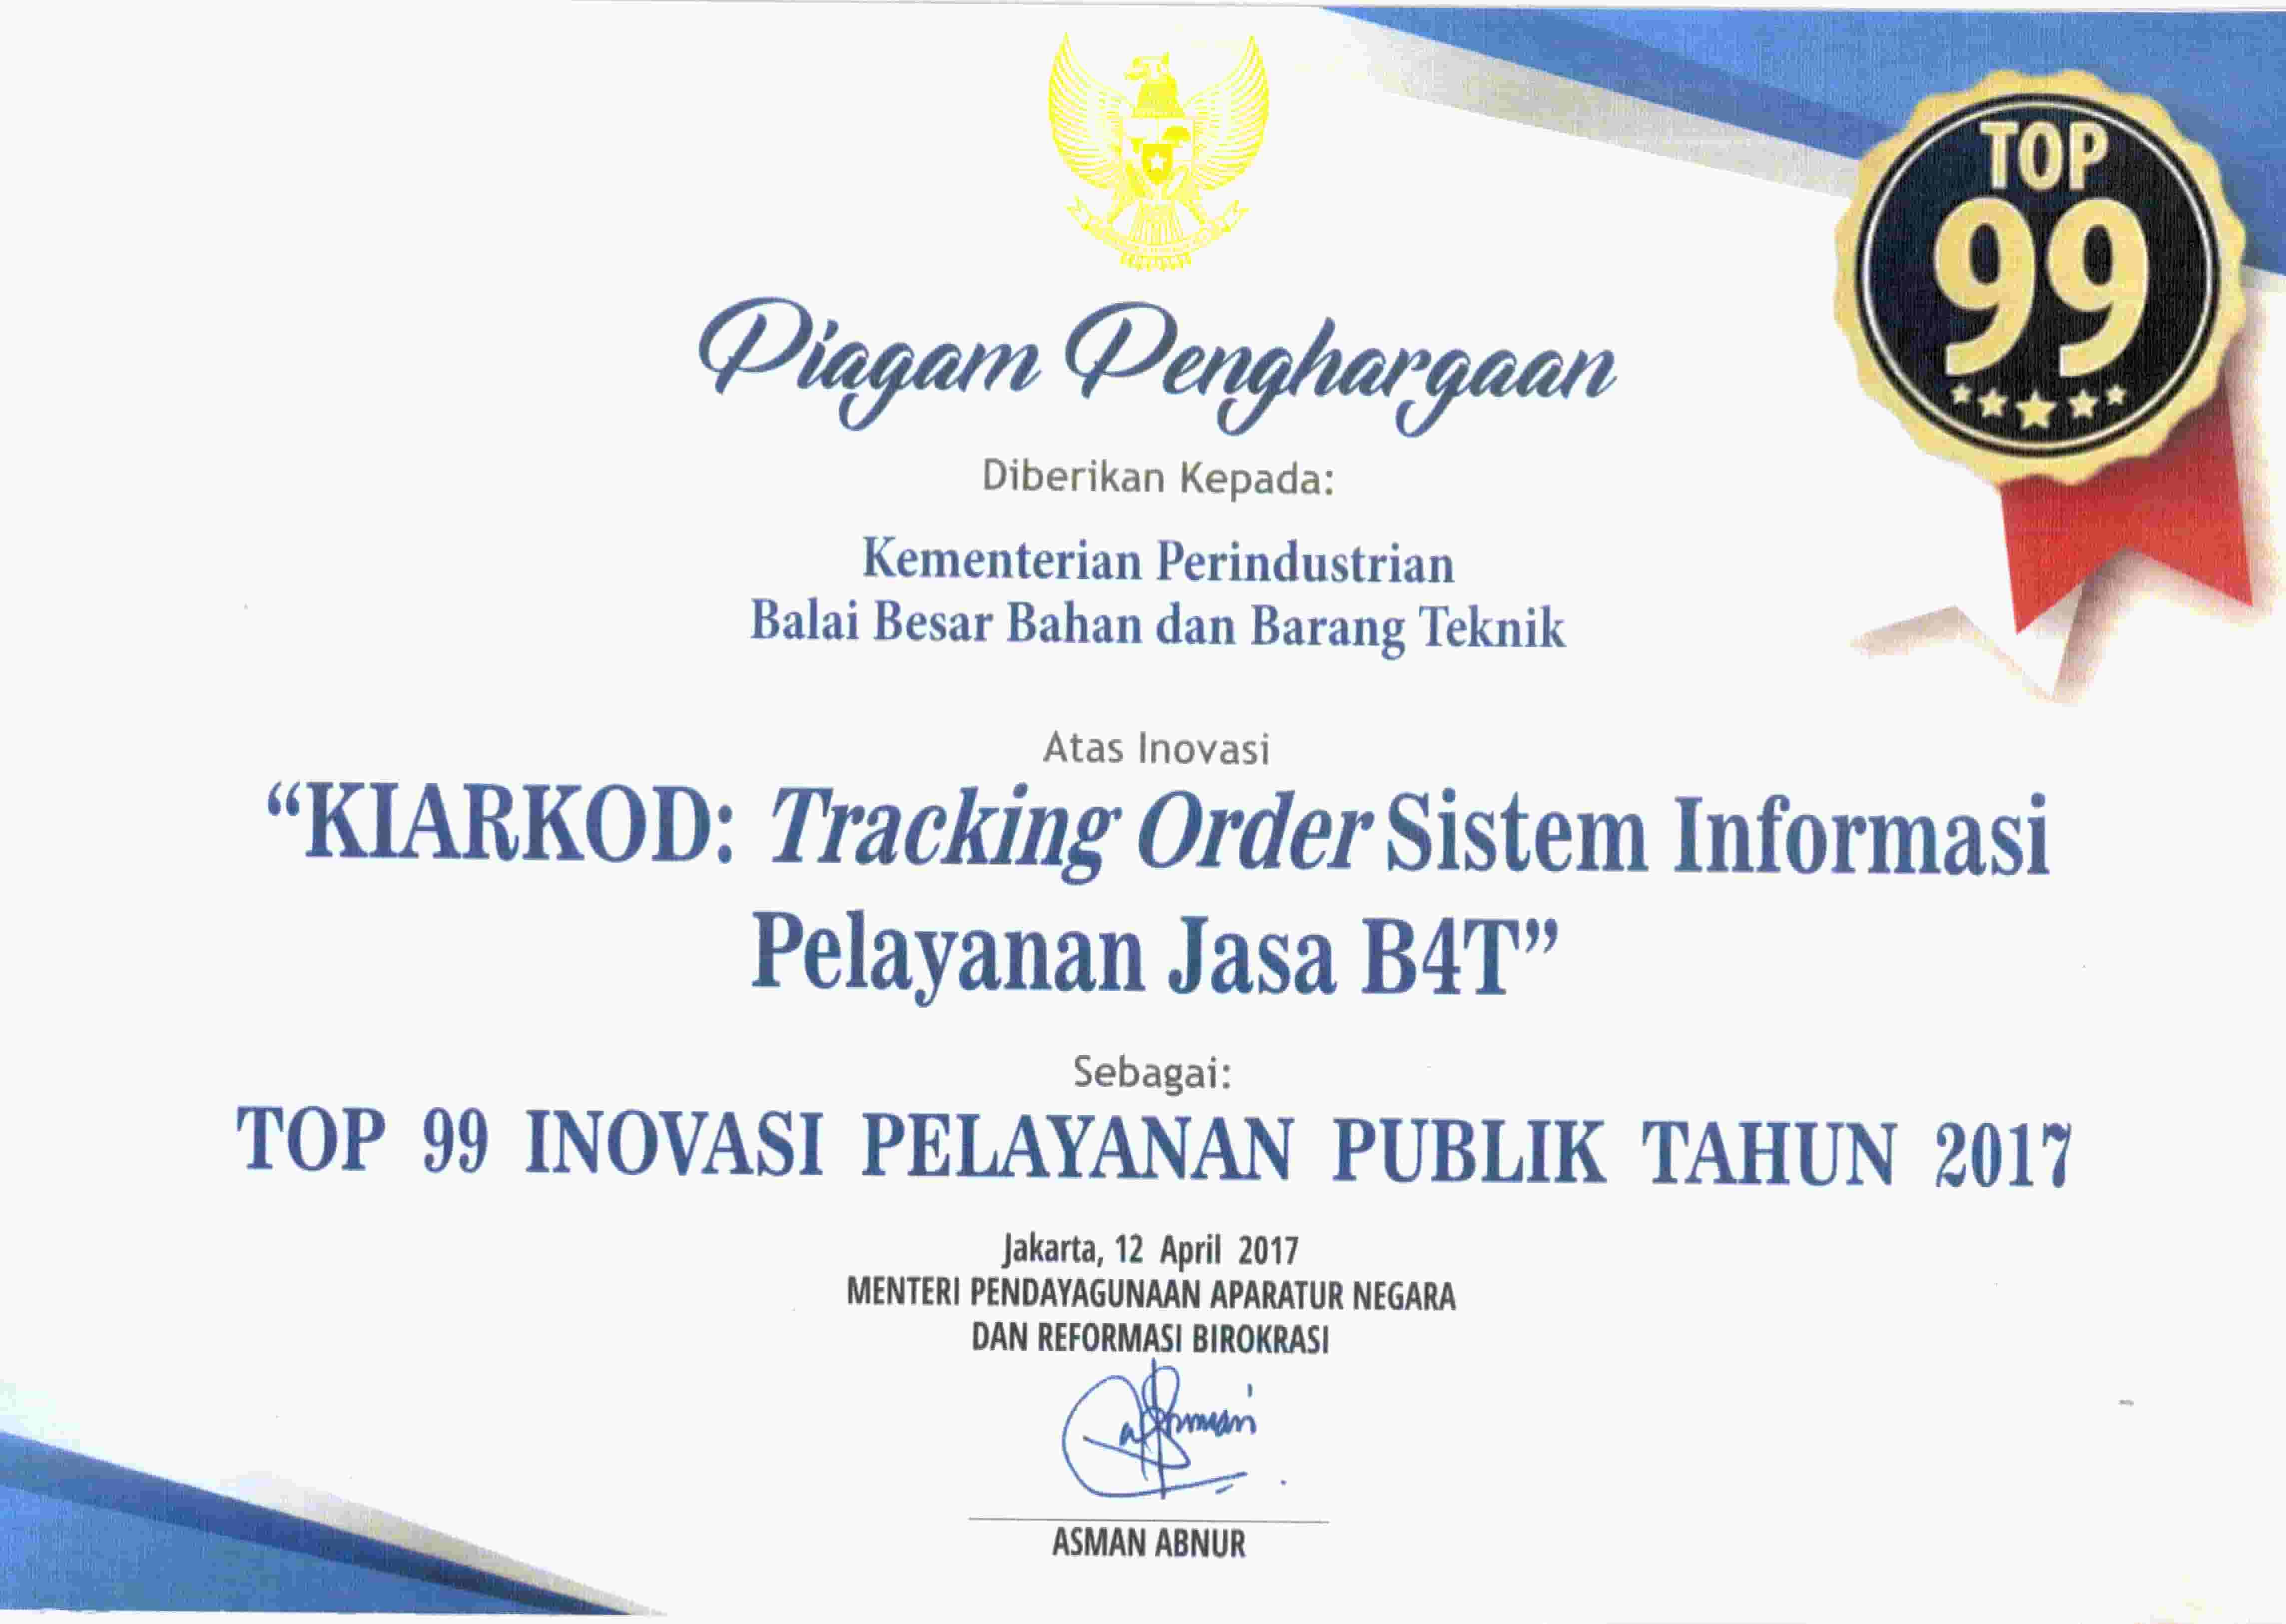 TOP
99
Piagam Penghargaan
Diberikan Kepada:
Kementerian Perindustrian
Balai Besar Bahan dan Barang Teknik
Atas Inovasi
“KIARKOD: Tracking Order Sistem Informasi
Pelayanan Jasa B4T”
Sebagai:
TOP 99 INOVASI PELAYANAN PUBLIK TAHUN 2017
Jakarta, 12 April 2017
MENTERI PENDAYAGUNAAN APARATUR NEGARA
DAN REFORMASI BIROKRASI
ASMAN ABNUR